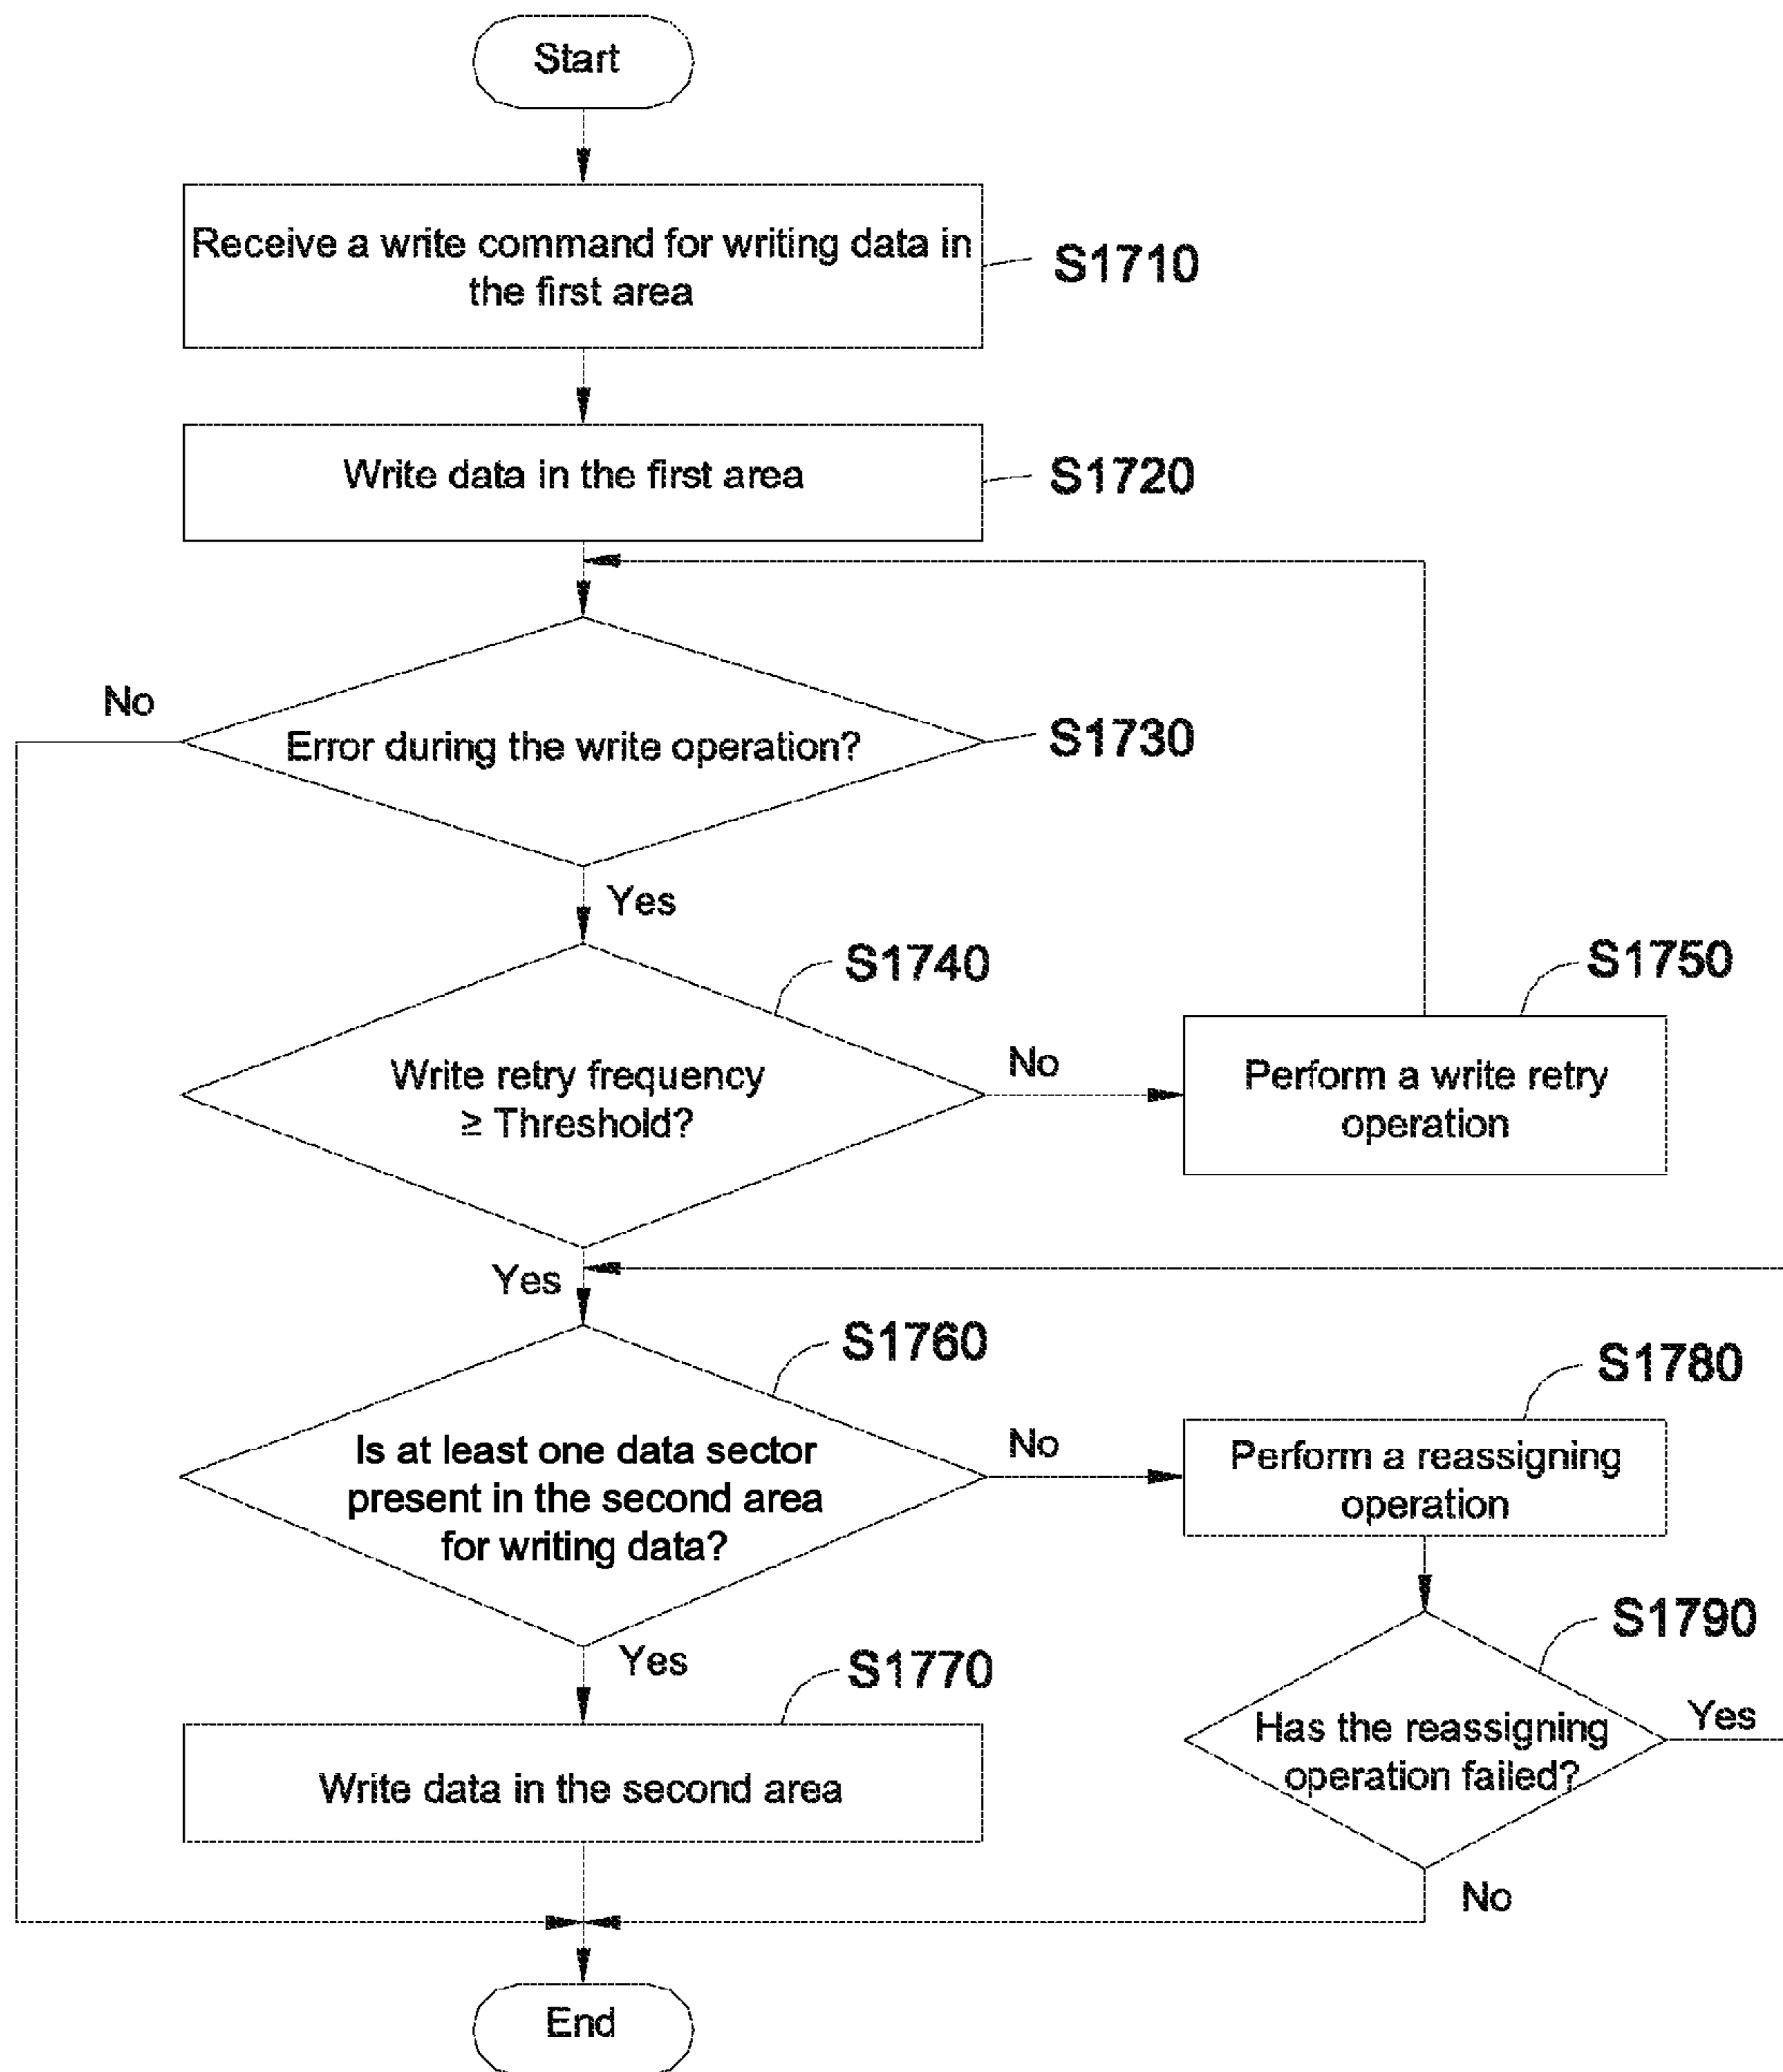 Start
Receive a write command for writing data in
the first area
S1710
Write data in the first area
S1720
No
Error during the write operation?
S1730
Yes
S1740
S1750
Write retry frequency
≥ Threshold?
No
Perform a write retry
operation
Yes
S1760
S1780
Is at least one data sector
present in the second area
for writing data?
No
Perform a reassigning
operation
Yes
S1770
S1790
Write data in the second area
Has the reassigning
operation failed?
Yes
No
End